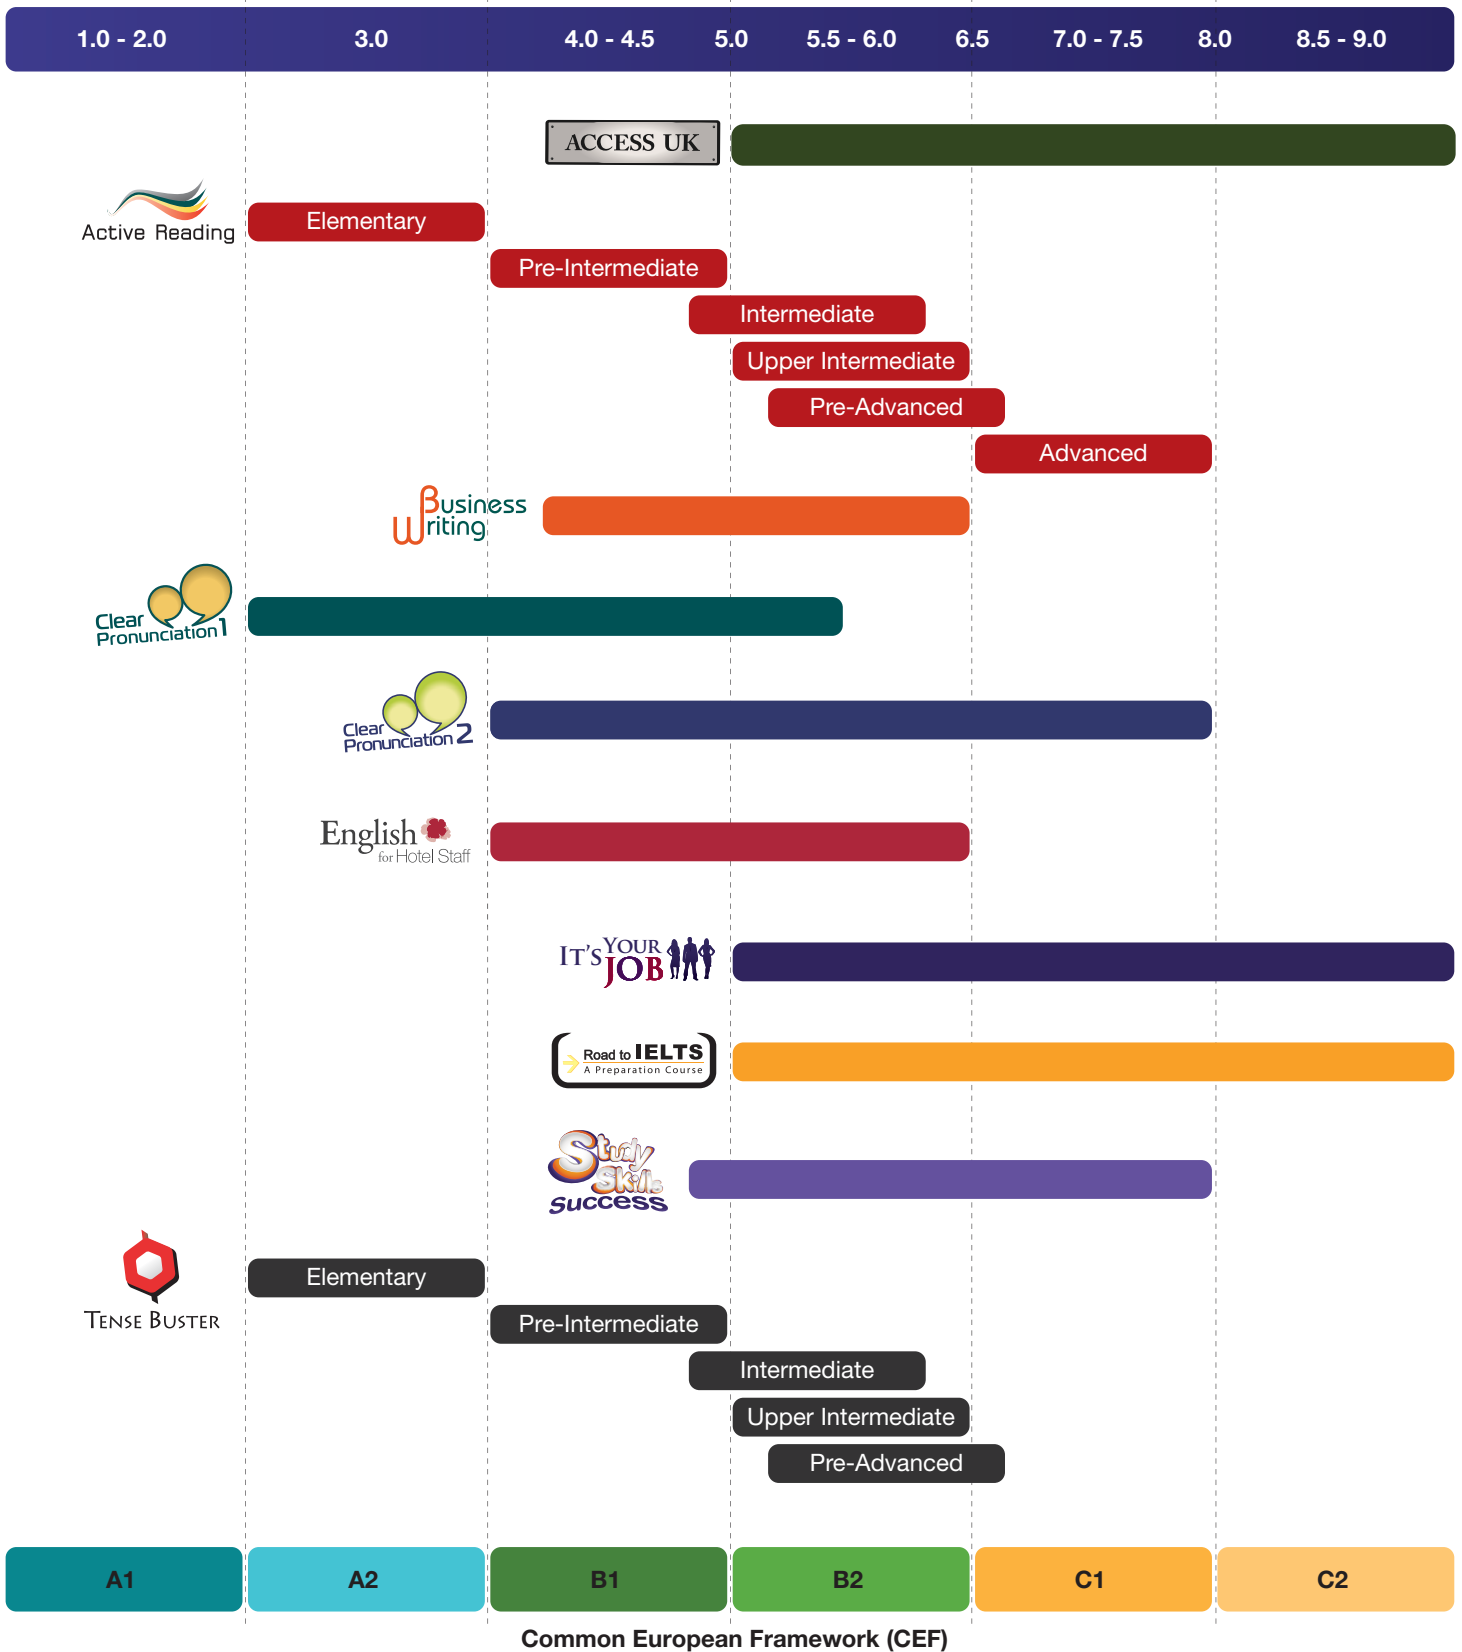 1.0 - 2.0 3.0 4.0 - 4.5 5.0 5.5 - 6.0 6.5 7.0 - 7.5 8.0 8.5 - 9.0
ACCESS UK
Active Reading
Elementary
Pre-Intermediate
Intermediate
Upper Intermediate
Pre-Advanced
Advanced
Business
Writing
Clear
Pronunciation 1
Clear
Pronunciation 2
English
for Hotel Staff
IT'S YOUR
JOB
Road to IELTS
A Preparation Course
Study
Skills
Success
TENSE BUSTER
Elementary
Pre-Intermediate
Intermediate
Upper Intermediate
Pre-Advanced
A1 A2 B1 B2 C1 C2
Common European Framework (CEF)